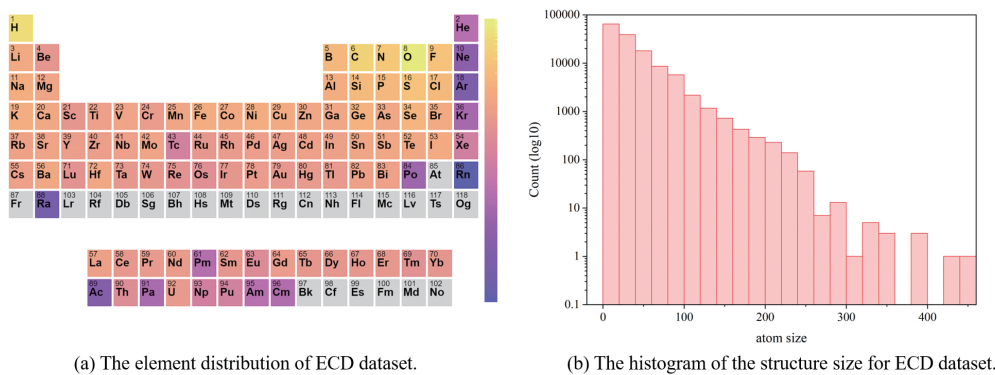 1 2
H He
3 4 5 6 7 8 9 10
Li Be B C N O F Ne
11 12 13 14 15 16 17 18
Na Mg Al Si P S Cl Ar
19 20 21 22 23 24 25 26 27 28 29 30 31 32 33 34 35 36
K Ca Sc Ti V Cr Mn Fe Co Ni Cu Zn Ga Ge As Se Br Kr
37 38 39 40 41 42 43 44 45 46 47 48 49 50 51 52 53 54
Rb Sr Y Zr Nb Mo Tc Ru Rh Pd Ag Cd In Sn Sb Te I Xe
55 56 71 72 73 74 75 76 77 78 79 80 81 82 83 84 85 86
Cs Ba Lu Hf Ta W Re Os Ir Pt Au Hg Tl Pb Bi Po At Rn
87 88 103 104 105 106 107 108 109 110 111 112 113 114 115 116 117 118
Fr Ra Lr Rf Db Sg Bh Hs Mt Ds Rg Cn Nh Fl Mc Lv Ts Og
57 58 59 60 61 62 63 64 65 66 67 68 69 70
La Ce Pr Nd Pm Sm Eu Gd Tb Dy Ho Er Tm Yb
89 90 91 92 93 94 95 96 97 98 99 100 101 102
Ac Th Pa U Np Pu Am Cm Bk Cf Es Fm Md No
(a) The element distribution of ECD dataset.
100000
10000
1000
100
10
1
0.1
Count (log10)
0 100 200 300 400
atom size
(b) The histogram of the structure size for ECD dataset.